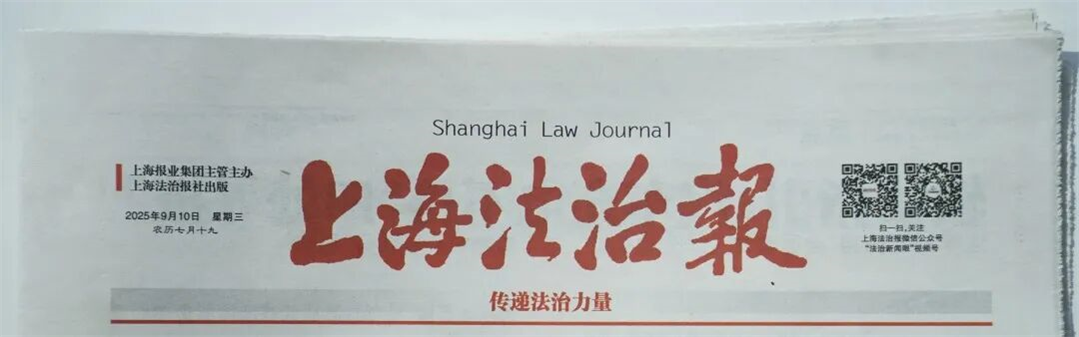 Shanghai Law Journal
上海报业集团主管主办
上海法治报社出版
2025年9月10日 星期三
农历七月十九
上海法治報
扫一扫,关注
上海法治报微信公众号
“法治新闻眼”视频号
传递法治力量